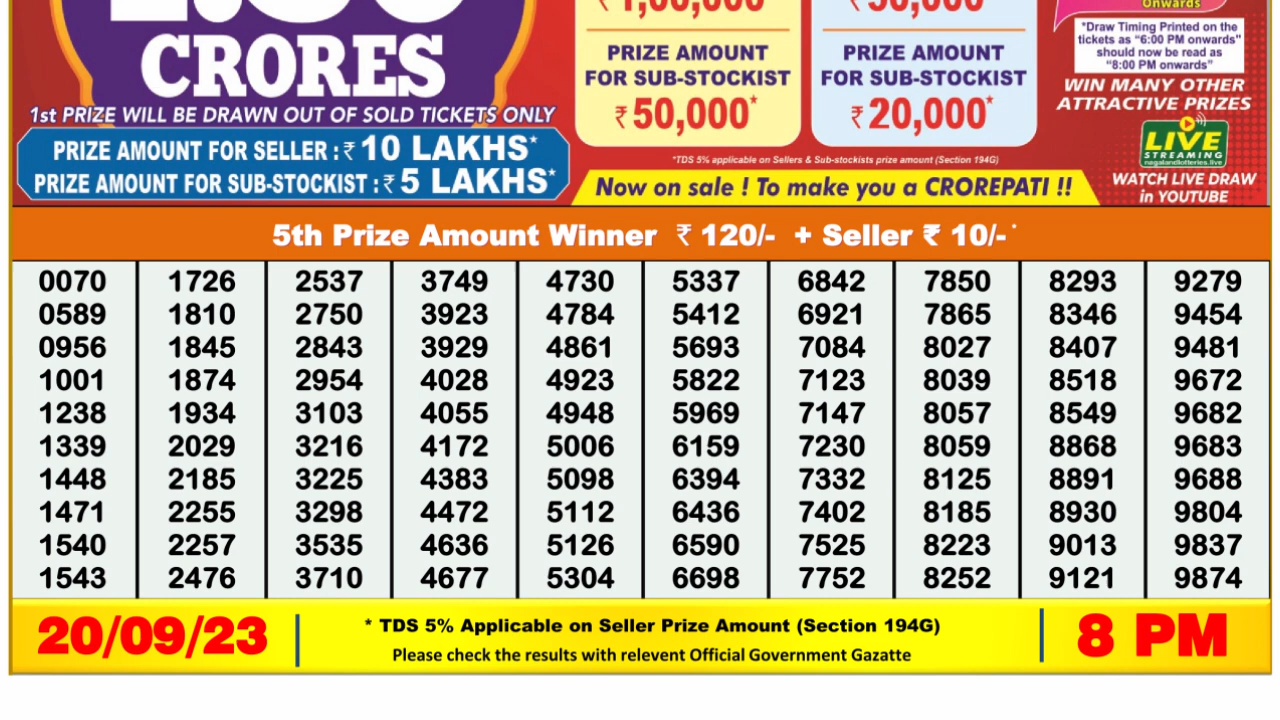 CRORES
1st PRIZE WILL BE DRAWN OUT OF SOLD TICKETS ONLY
PRIZE AMOUNT FOR SELLER : ₹ 10 LAKHS*
PRIZE AMOUNT FOR SUB-STOCKIST : ₹ 5 LAKHS*
PRIZE AMOUNT
FOR SUB-STOCKIST
₹ 50,000*
PRIZE AMOUNT
FOR SUB-STOCKIST
₹ 20,000*
*TDS 5% applicable on Sellers & Sub-stockists prize amount (Section 194G)
Now on sale ! To make you a CROREPATI !!
Onwards
*Draw Timing Printed on the
tickets as "6:00 PM onwards"
should now be read as
"8:00 PM onwards"
WIN MANY OTHER
ATTRACTIVE PRIZES
LIVE
STREAMING
nagalandlotteries.live
WATCH LIVE DRAW
in YOUTUBE
5th Prize Amount Winner ₹ 120/- + Seller ₹ 10/-*
0070 1726 2537 3749 4730 5337 6842 7850 8293 9279
0589 1810 2750 3923 4784 5412 6921 7865 8346 9454
0956 1845 2843 3929 4861 5693 7084 8027 8407 9481
1001 1874 2954 4028 4923 5822 7123 8039 8518 9672
1238 1934 3103 4055 4948 5969 7147 8057 8549 9682
1339 2029 3216 4172 5006 6159 7230 8059 8868 9683
1448 2185 3225 4383 5098 6394 7332 8125 8891 9688
1471 2255 3298 4472 5112 6436 7402 8185 8930 9804
1540 2257 3535 4636 5126 6590 7525 8223 9013 9837
1543 2476 3710 4677 5304 6698 7752 8252 9121 9874
20/09/23
* TDS 5% Applicable on Seller Prize Amount (Section 194G)
Please check the results with relevent Official Government Gazatte
8 PM